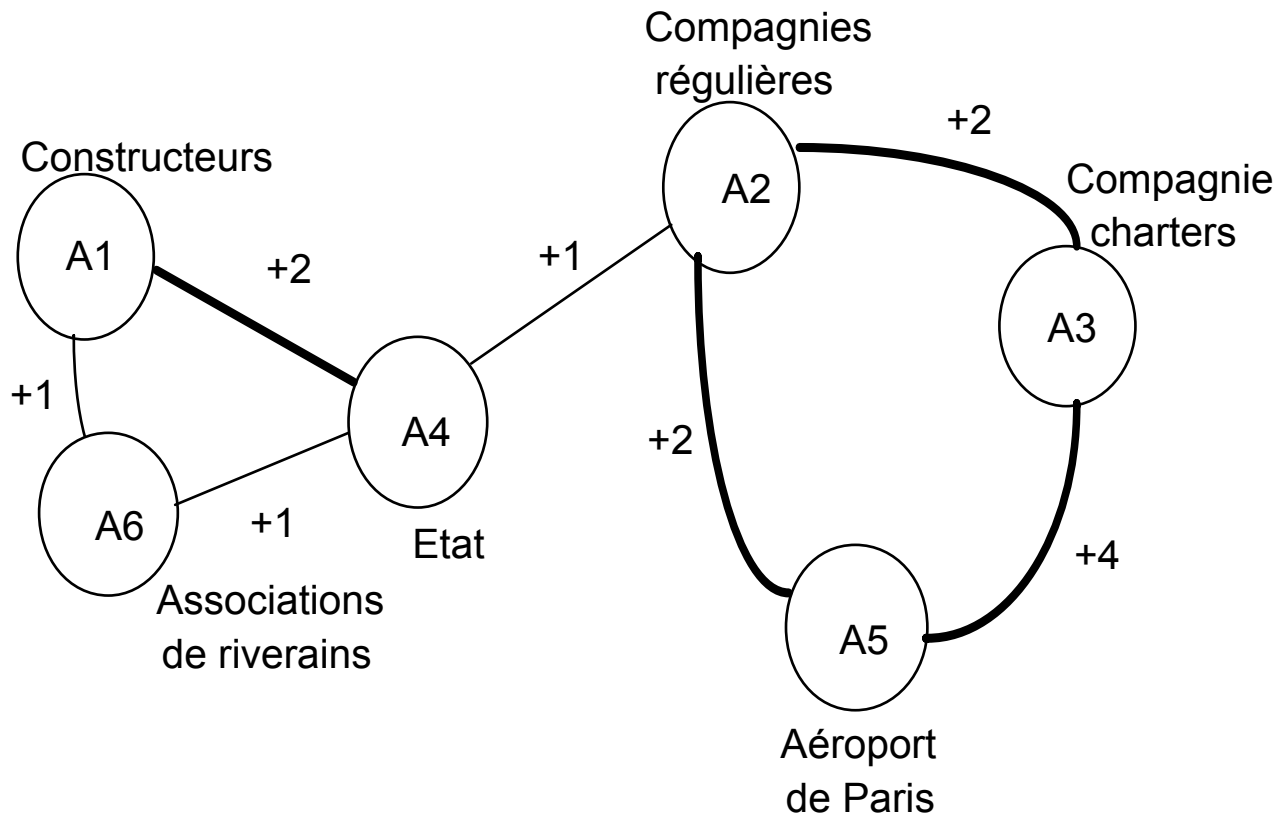 Compagnies
régulières
+2
Constructeurs
A2
Compagnie
charters
A1
+2
+1
A3
+1
A4
+2
A6
+1
Etat
+4
Associations
de riverains
A5
Aéroport
de Paris